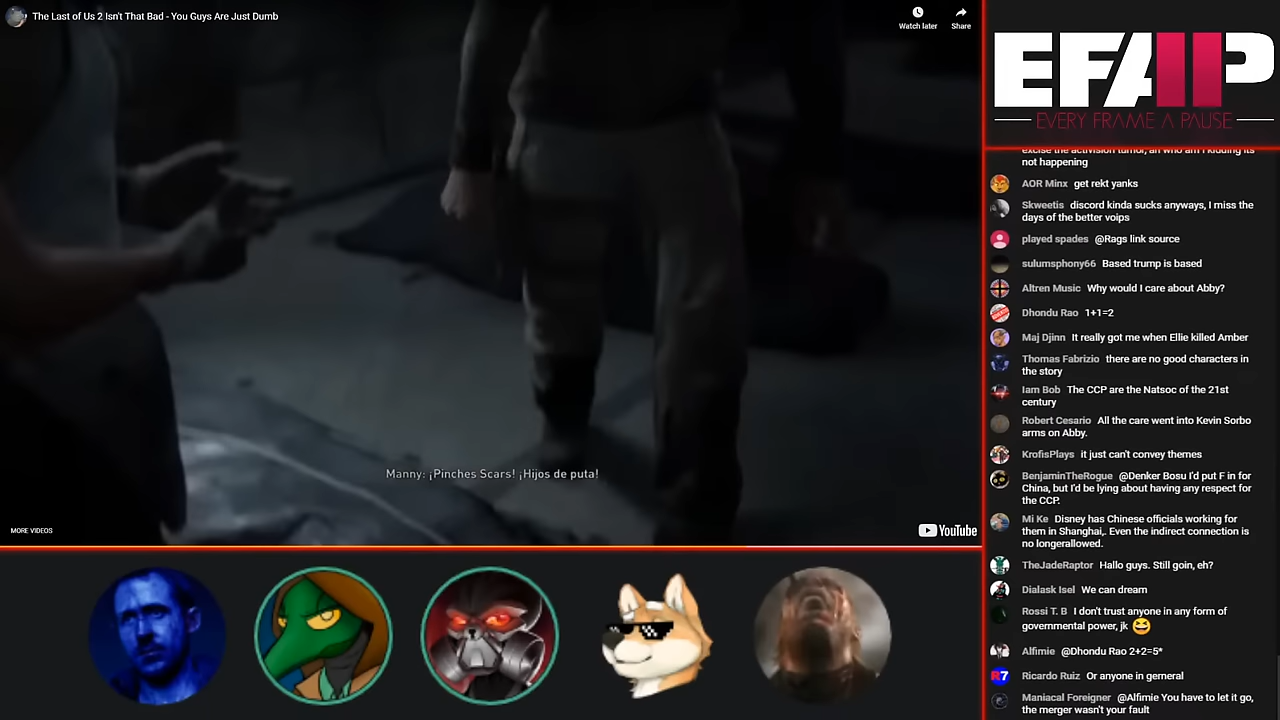 The Last of Us 2 Isn't That Bad - You Guys Are Just Dumb
Watch later
Share
Manny: ¡Pinches Scars! ¡Hijos de puta!
MORE VIDEOS
YouTube
EFAP
EVERY FRAME A PAUSE
excise the activision tumor, ah who am I kidding its
not happening
AOR Minx get rekt yanks
Skweetis discord kinda sucks anyways, I miss the
days of the better voips
played spades @Rags link source
sulumsphony66 Based trump is based
Altren Music Why would I care about Abby?
Dhondu Rao 1+1=2
Maj Djinn It really got me when Ellie killed Amber
Thomas Fabrizio there are no good characters in
the story
Iam Bob The CCP are the Natsoc of the 21st
century
Robert Cesario All the care went into Kevin Sorbo
arms on Abby.
KrofisPlays it just can't convey themes
BenjaminTheRogue @Denker Bosu I'd put F in for
China, but I'd be lying about having any respect for
the CCP.
Mi Ke Disney has Chinese officials working for
them in Shanghai,. Even the indirect connection is
no longerallowed.
TheJadeRaptor Hallo guys. Still goin, eh?
Dialask Isel We can dream
Rossi T. B I don't trust anyone in any form of
governmental power, jk 😆
Alfimie @Dhondu Rao 2+2=5*
R7
Ricardo Ruiz Or anyone in gemeral
Maniacal Foreigner @Alfimie You have to let it go,
the merger wasn't your fault